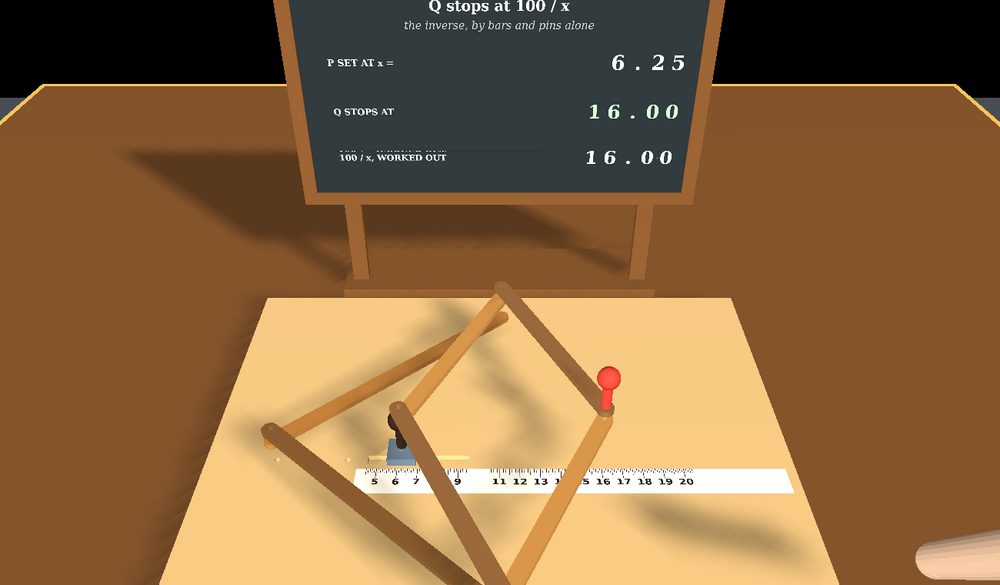 Q stops at 100 / x
the inverse, by bars and pins alone
P SET AT x = 6.25
Q STOPS AT 16.00
100 / x, WORKED OUT 16.00
5 6 7 9 11 12 13 15 16 17 18 19 20